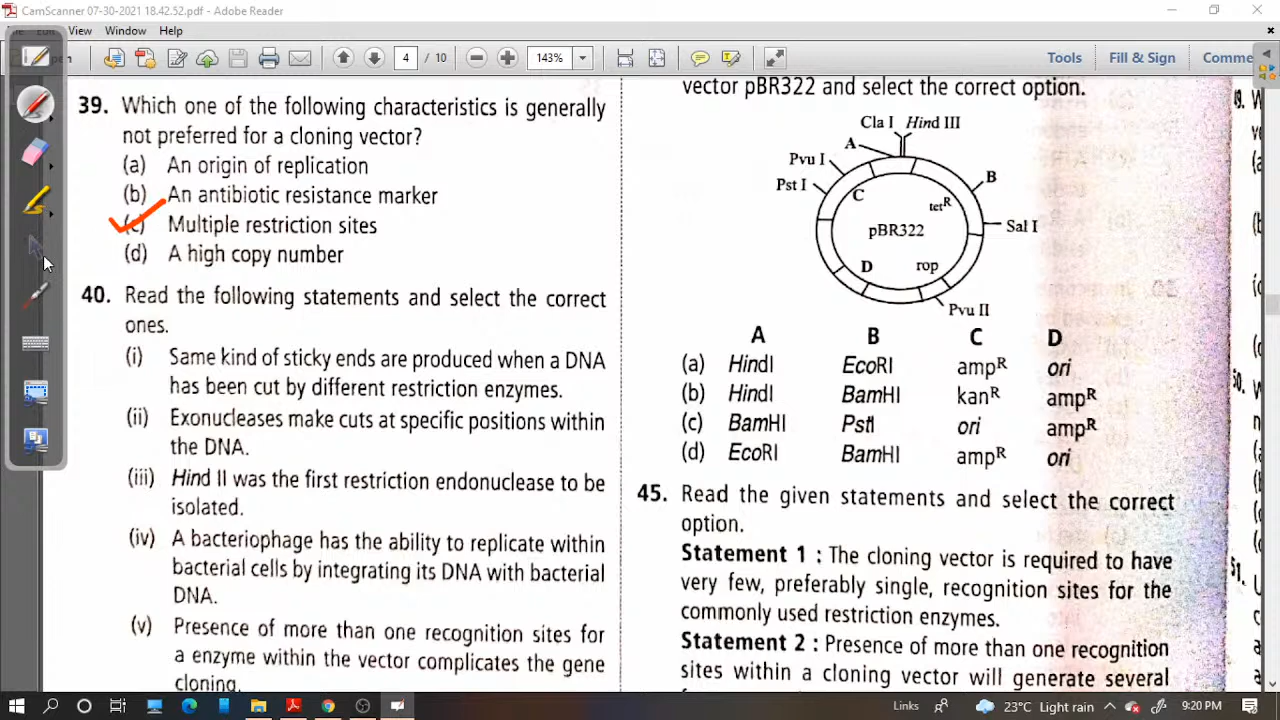 CamScanner 07-30-2021 18.42.52.pdf - Adobe Reader
View Window Help
4 / 10 143% Tools Fill & Sign Comme
39. Which one of the following characteristics is generally
not preferred for a cloning vector?
(a) An origin of replication
(b) An antibiotic resistance marker
(c) Multiple restriction sites
(d) A high copy number
40. Read the following statements and select the correct
ones.
(i) Same kind of sticky ends are produced when a DNA
has been cut by different restriction enzymes.
(ii) Exonucleases make cuts at specific positions within
the DNA.
(iii) Hind II was the first restriction endonuclease to be
isolated.
(iv) A bacteriophage has the ability to replicate within
bacterial cells by integrating its DNA with bacterial
DNA.
(v) Presence of more than one recognition sites for
a enzyme within the vector complicates the gene
cloning.
vector pBR322 and select the correct option.
Cla I Hind III
A
Pvu I
Pst I
B
C
tetR
Sal I
pBR322
D
rop
Pvu II
A B C D
(a) HindI EcoRI ampR ori
(b) HindI BamHI kanR ampR
(c) BamHI PstI ori ampR
(d) EcoRI BamHI ampR ori
45. Read the given statements and select the correct
option.
Statement 1 : The cloning vector is required to have
very few, preferably single, recognition sites for the
commonly used restriction enzymes.
Statement 2 : Presence of more than one recognition
sites within a cloning vector will generate several
Links 23°C Light rain 9:20 PM